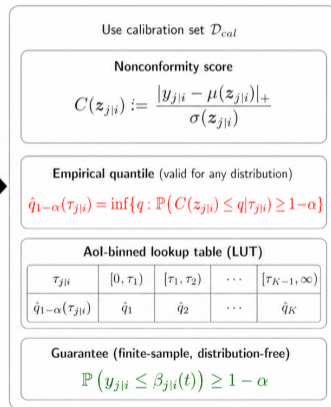 Use calibration set 𝒟cal
Nonconformity score
C(z_{j|i}) := |y_{j|i} − μ(z_{j|i})|_+ / σ(z_{j|i})
Empirical quantile (valid for any distribution)
q̂_{1−α}(τ_{j|i}) = inf{q : ℙ(C(z_{j|i}) ≤ q|τ_{j|i}) ≥ 1−α}
AoI-binned lookup table (LUT)
τ_{j|i} [0, τ_1) [τ_1, τ_2) ⋯ [τ_{K−1}, ∞)
q̂_{1−α}(τ_{j|i}) q̂_1 q̂_2 ⋯ q̂_K
Guarantee (finite-sample, distribution-free)
ℙ (y_{j|i} ≤ β_{j|i}(t)) ≥ 1 − α